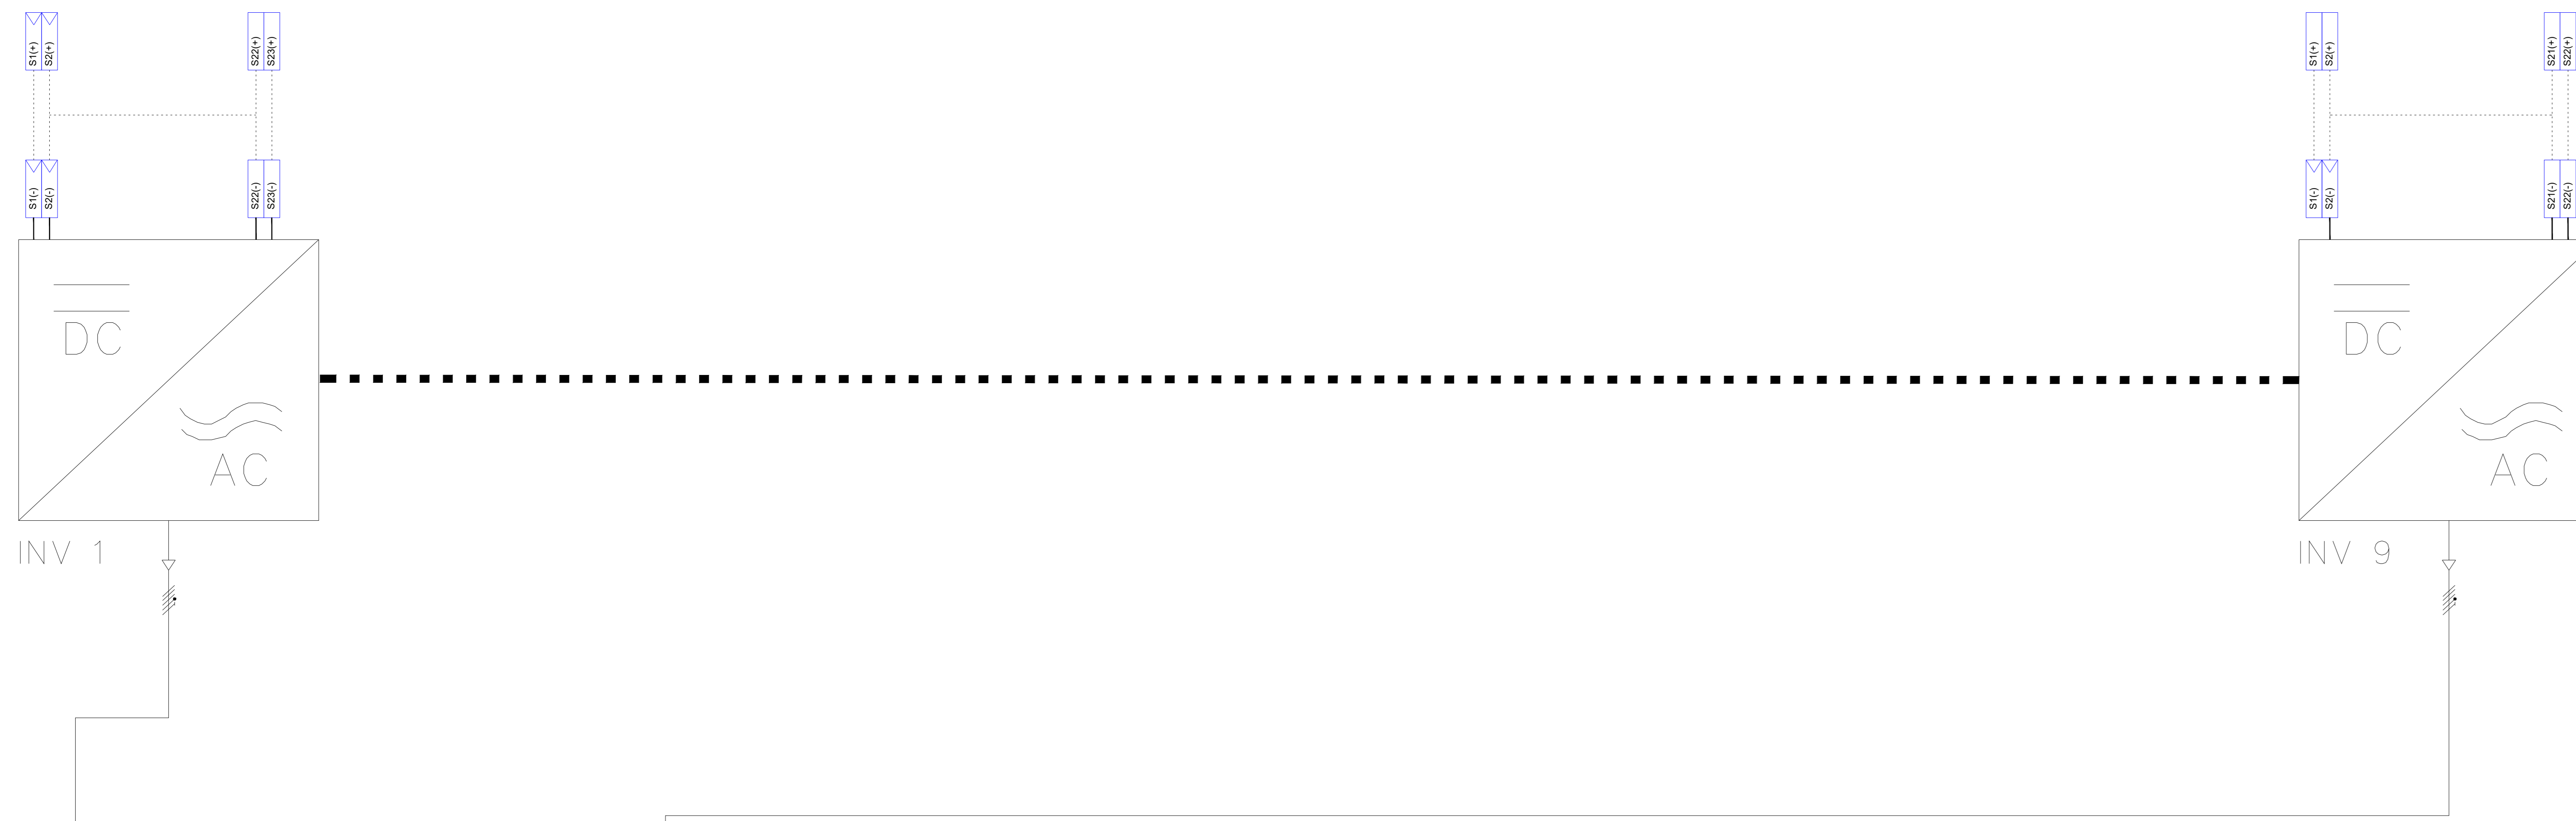 S1(+) S2(+) S22(+) S23(+) S1(+) S2(+) S21(+) S22(+)
S1(-) S2(-) S22(-) S23(-) S1(-) S2(-) S21(-) S22(-)
DC DC
AC AC
INV 1 INV 9